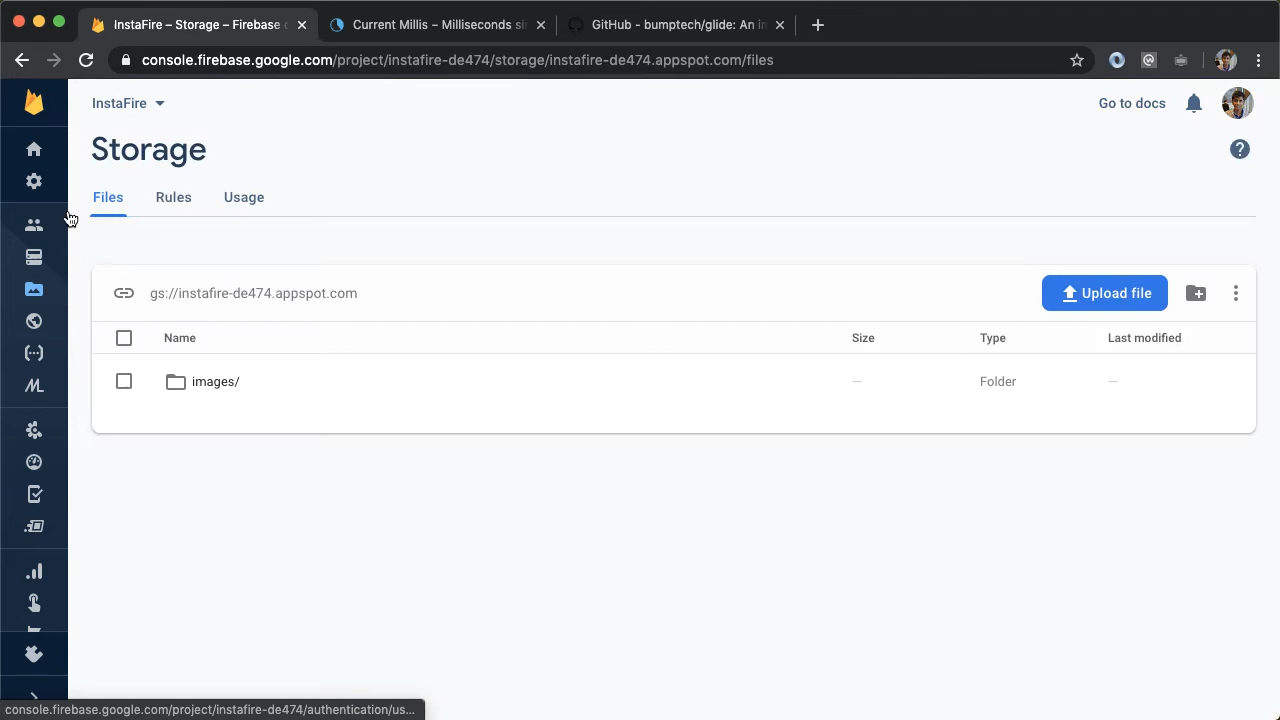 InstaFire – Storage – Firebase c
Current Millis – Milliseconds si
GitHub - bumptech/glide: An i
console.firebase.google.com/project/instafire-de474/storage/instafire-de474.appspot.com/files
InstaFire
Go to docs
Storage
Files
Rules
Usage
gs://instafire-de474.appspot.com
Upload file
Name
Size
Type
Last modified
images/
—
Folder
—
console.firebase.google.com/project/instafire-de474/authentication/us...